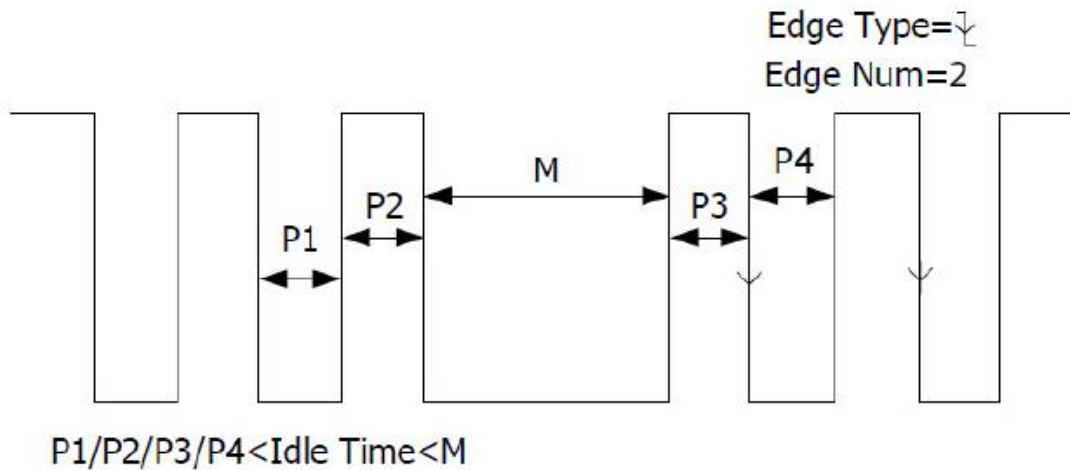 Edge Type=
Edge Num=2
P4
M
P2
P3
P1
P1/P2/P3/P4<Idle Time<M